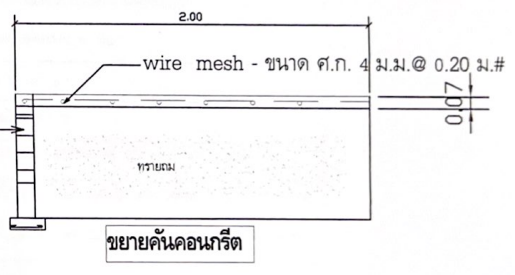 2.00
wire mesh - ขนาด ศ.ก. 4 ม.ม.@ 0.20 ม.#
0.07
ทรายถม
ขยายคันคอนกรีต